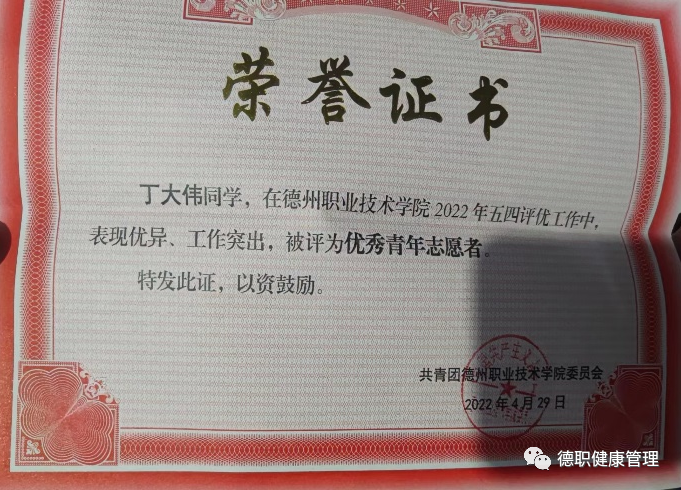 荣誉证书
丁大伟同学，在德州职业技术学院2022年五四评优工作中，
表现优异、工作突出，被评为优秀青年志愿者。
特发此证，以资鼓励。
共青团德州职业技术学院委员会
2022年4月29日
德职健康管理